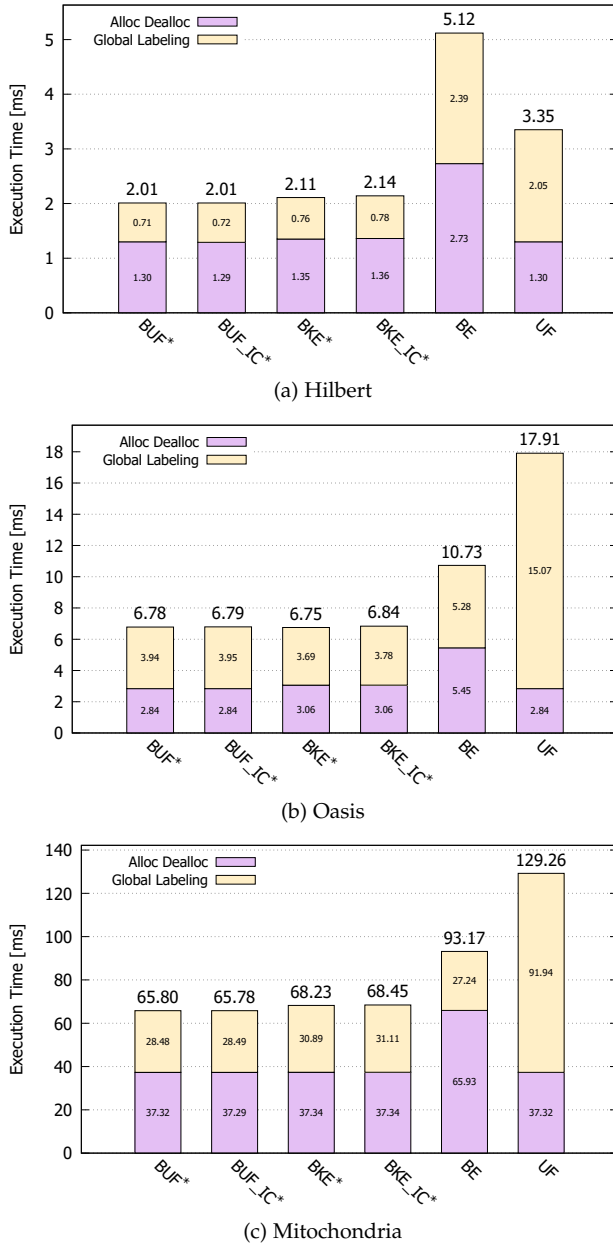 Alloc Dealloc
Global Labeling
Execution Time [ms]
5
4
3
2
1
0
2.01
2.01
2.11
2.14
5.12
3.35
0.71
0.72
0.76
0.78
2.39
2.05
1.30
1.29
1.35
1.36
2.73
1.30
BUF*
BUF_IC*
BKE*
BKE_IC*
BE
UF
(a) Hilbert
Alloc Dealloc
Global Labeling
Execution Time [ms]
18
16
14
12
10
8
6
4
2
0
6.78
6.79
6.75
6.84
10.73
17.91
3.94
3.95
3.69
3.78
5.28
15.07
2.84
2.84
3.06
3.06
5.45
2.84
BUF*
BUF_IC*
BKE*
BKE_IC*
BE
UF
(b) Oasis
Alloc Dealloc
Global Labeling
Execution Time [ms]
140
120
100
80
60
40
20
0
65.80
65.78
68.23
68.45
93.17
129.26
28.48
28.49
30.89
31.11
27.24
91.94
37.32
37.29
37.34
37.34
65.93
37.32
BUF*
BUF_IC*
BKE*
BKE_IC*
BE
UF
(c) Mitochondria